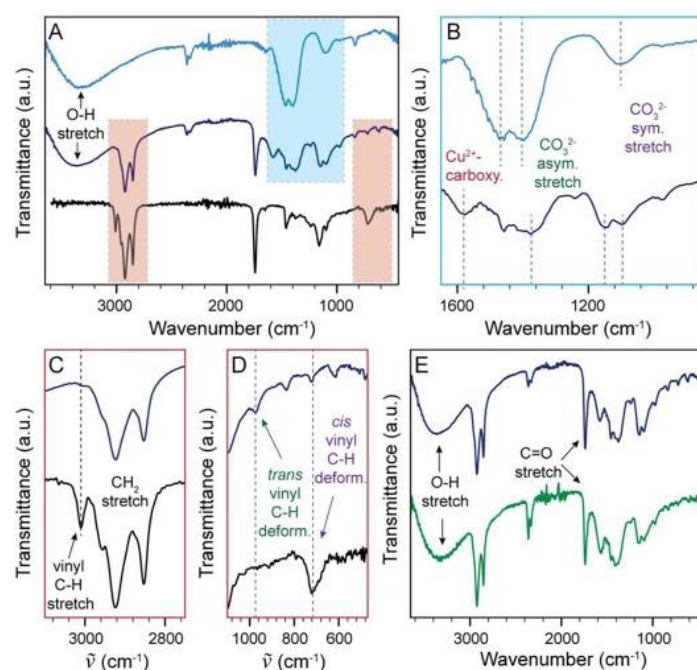 A
O-H
stretch
Transmittance (a.u.)
3000
2000
1000
Wavenumber (cm⁻¹)
B
CO₃²⁻
sym.
stretch
CO₃²⁻
asym.
stretch
Cu²⁺-
carboxy.
Transmittance (a.u.)
1600
1200
Wavenumber (cm⁻¹)
C
CH₂
stretch
vinyl
C-H
stretch
Transmittance (a.u.)
3000
2800
ṽ (cm⁻¹)
D
trans
vinyl
C-H
deform.
cis
vinyl
C-H
deform.
Transmittance (a.u.)
1000
800
600
ṽ (cm⁻¹)
E
O-H
stretch
C=O
stretch
Transmittance (a.u.)
3000
2000
1000
Wavenumber (cm⁻¹)